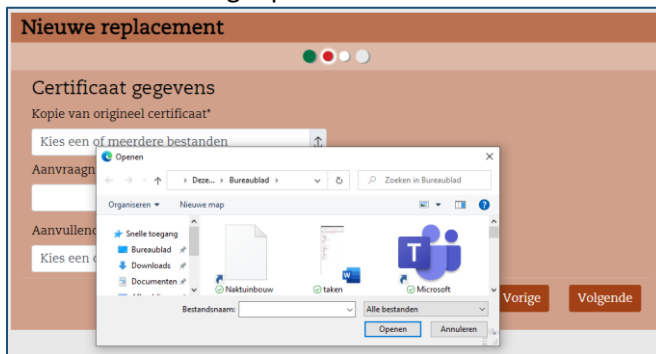 Nieuwe replacement
Certificaat gegevens
Kopie van origineel certificaat*
Kies een of meerdere bestanden
Openen
Aanvraagn
Deze... › Bureaublad ›
Zoeken in Bureaublad
Organiseren
Nieuwe map
Snelle toegang
Bureaublad
Downloads
Documenten
Naktuinbouw
taken
Microsoft
Aanvullend
Kies een
Bestandsnaam:
Alle bestanden
Openen
Annuleren
Vorige
Volgende